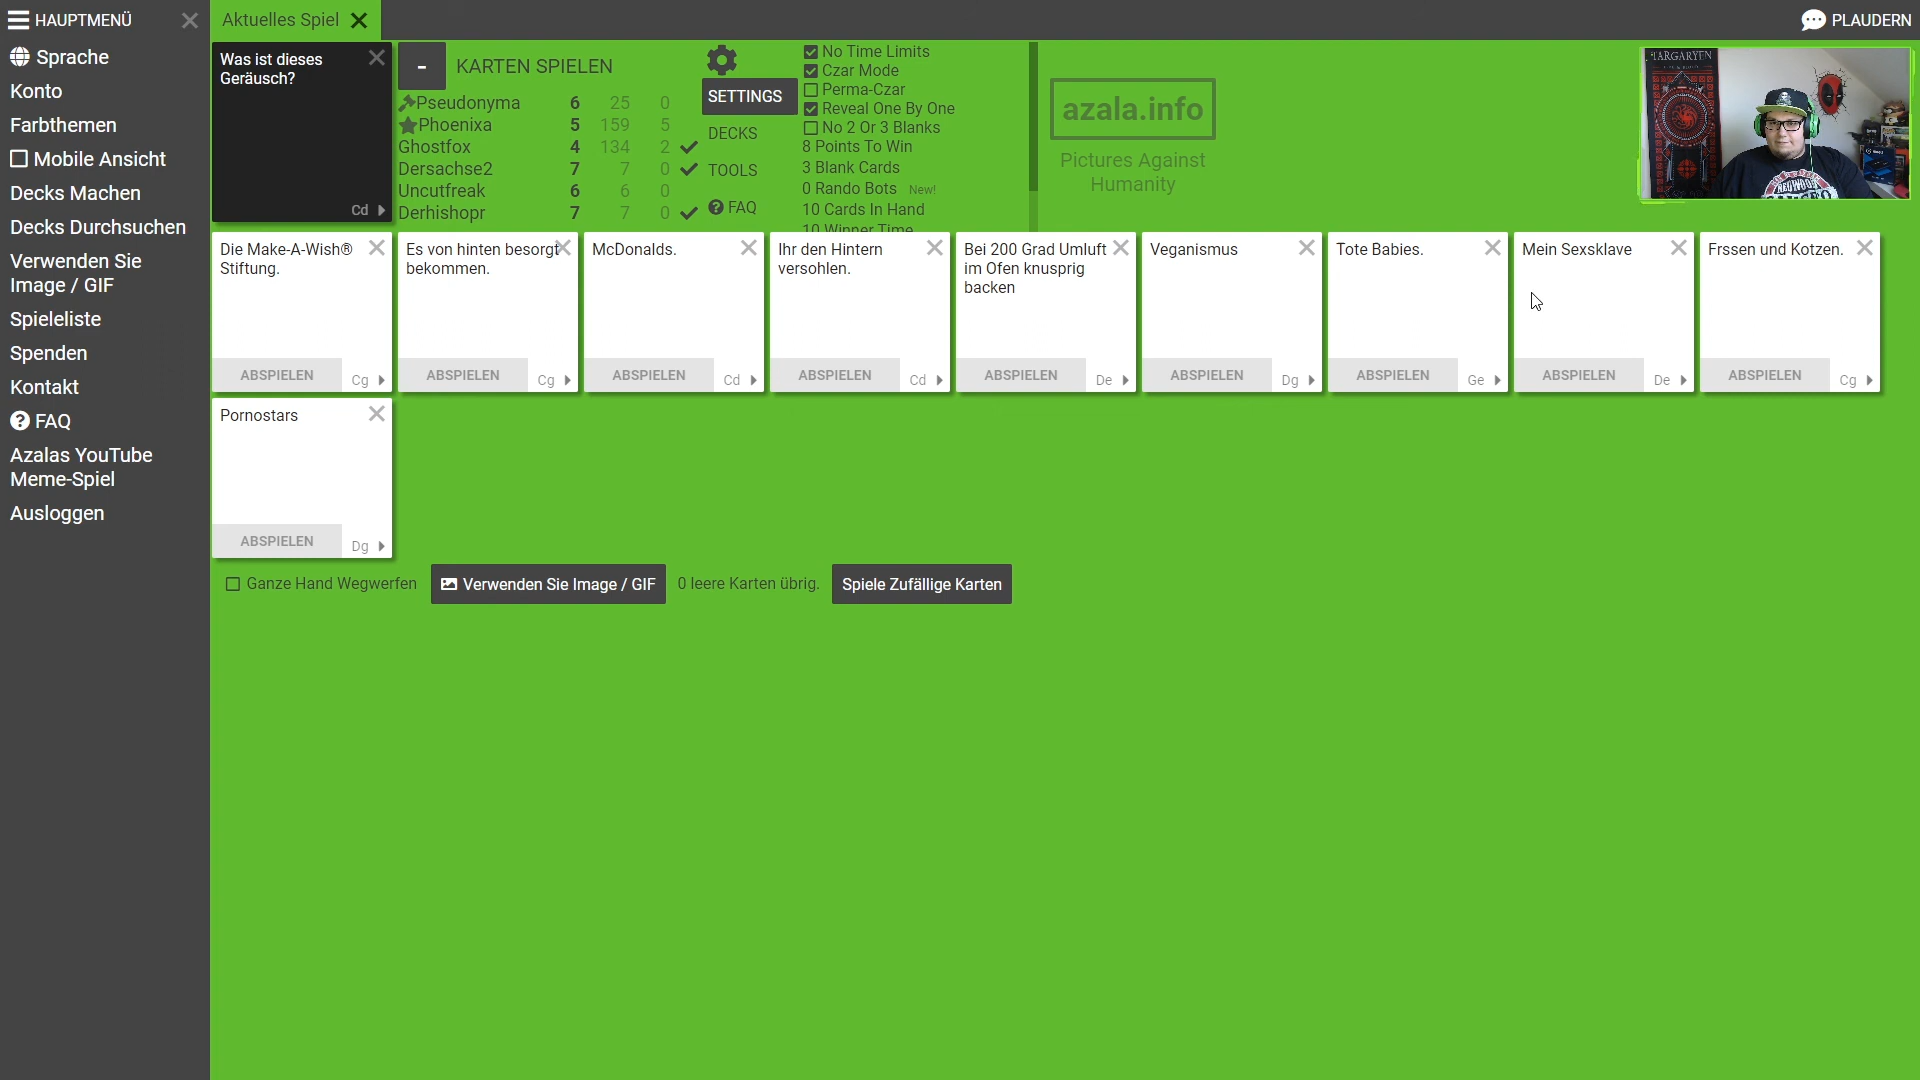 HAUPTMENÜ
Aktuelles Spiel
PLAUDERN
Sprache
Konto
Farbthemen
Mobile Ansicht
Decks Machen
Decks Durchsuchen
Verwenden Sie
Image / GIF
Spieleliste
Spenden
Kontakt
FAQ
Azalas YouTube
Meme-Spiel
Ausloggen
Was ist dieses
Geräusch?
Cd
- KARTEN SPIELEN
Pseudonyma 6 25 0
Phoenixa 5 159 5
Ghostfox 4 134 2
Dersachse2 7 7 0
Uncutfreak 6 6 0
Derhishopr 7 7 0
SETTINGS
DECKS
TOOLS
FAQ
No Time Limits
Czar Mode
Perma-Czar
Reveal One By One
No 2 Or 3 Blanks
8 Points To Win
3 Blank Cards
0 Rando Bots New!
10 Cards In Hand
10 Winner Time
azala.info
Pictures Against
Humanity
TARGARYEN
Die Make-A-Wish®
Stiftung.
ABSPIELEN Cg
Es von hinten besorgt
bekommen.
ABSPIELEN Cg
McDonalds.
ABSPIELEN Cd
Ihr den Hintern
versohlen.
ABSPIELEN Cd
Bei 200 Grad Umluft
im Ofen knusprig
backen
ABSPIELEN De
Veganismus
ABSPIELEN Dg
Tote Babies.
ABSPIELEN Ge
Mein Sexsklave
ABSPIELEN De
Frssen und Kotzen.
ABSPIELEN Cg
Pornostars
ABSPIELEN Dg
Ganze Hand Wegwerfen
Verwenden Sie Image / GIF
0 leere Karten übrig.
Spiele Zufällige Karten